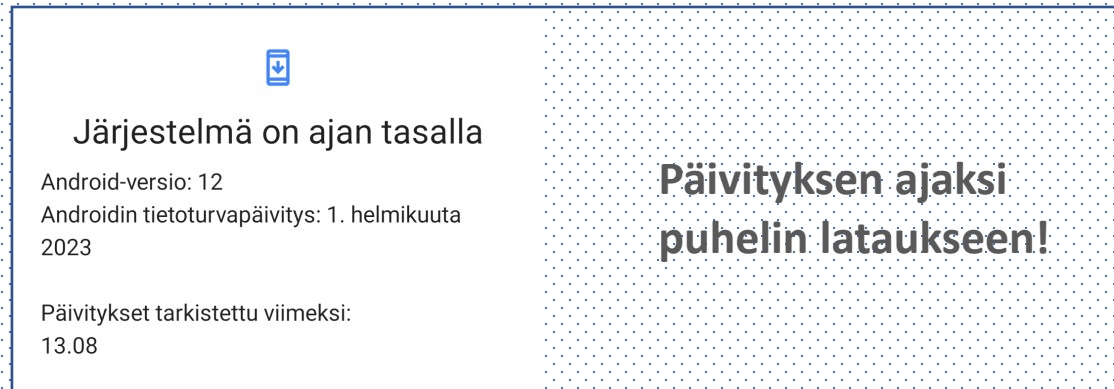 Järjestelmä on ajan tasalla
Android-versio: 12
Androidin tietoturvapäivitys: 1. helmikuuta
2023
Päivitykset tarkistettu viimeksi:
13.08
Päivityksen ajaksi
puhelin lataukseen!